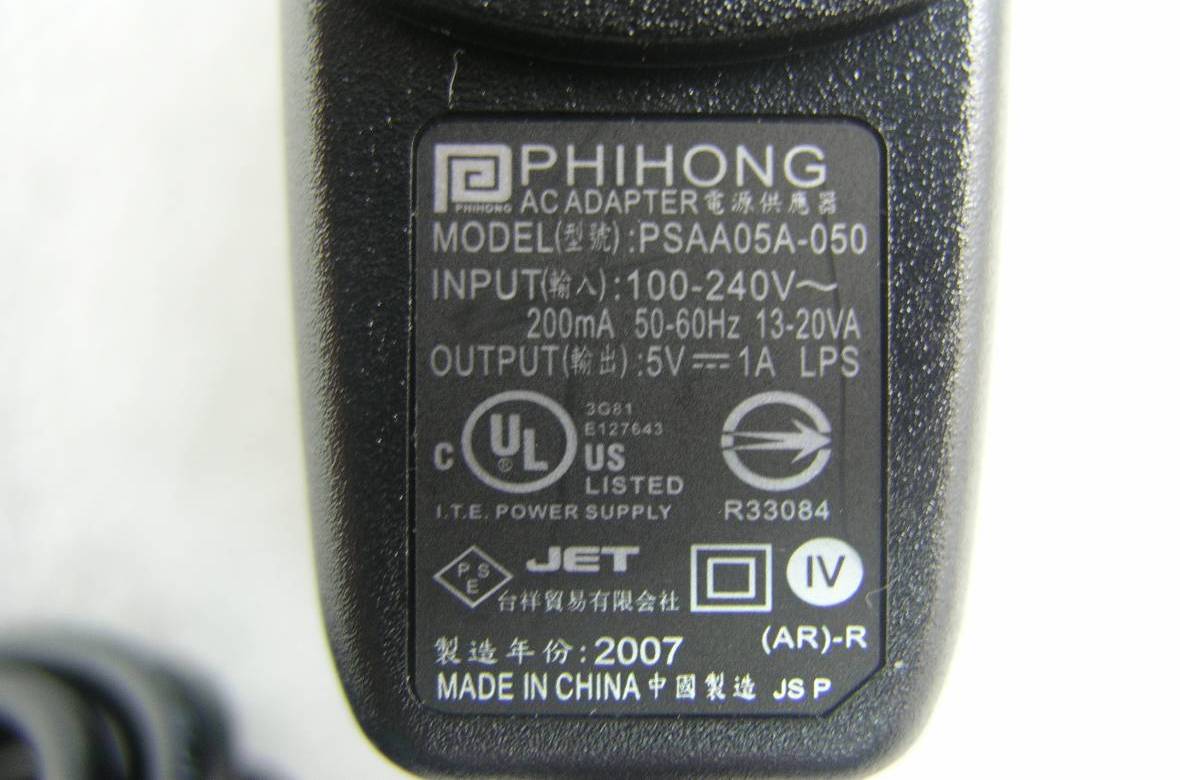 PHIHONG
PHIHONG
AC ADAPTER 電源供應器
MODEL(型號):PSAA05A-050
INPUT(輸入):100-240V～
200mA 50-60Hz 13-20VA
OUTPUT(輸出):5V⎓1A LPS
3G81
E127643
C UL® US
LISTED
I.T.E. POWER SUPPLY
R33084
PSE
JET
台祥貿易有限会社
IV
(AR)-R
製造年份:2007
MADE IN CHINA 中國製造 JS P